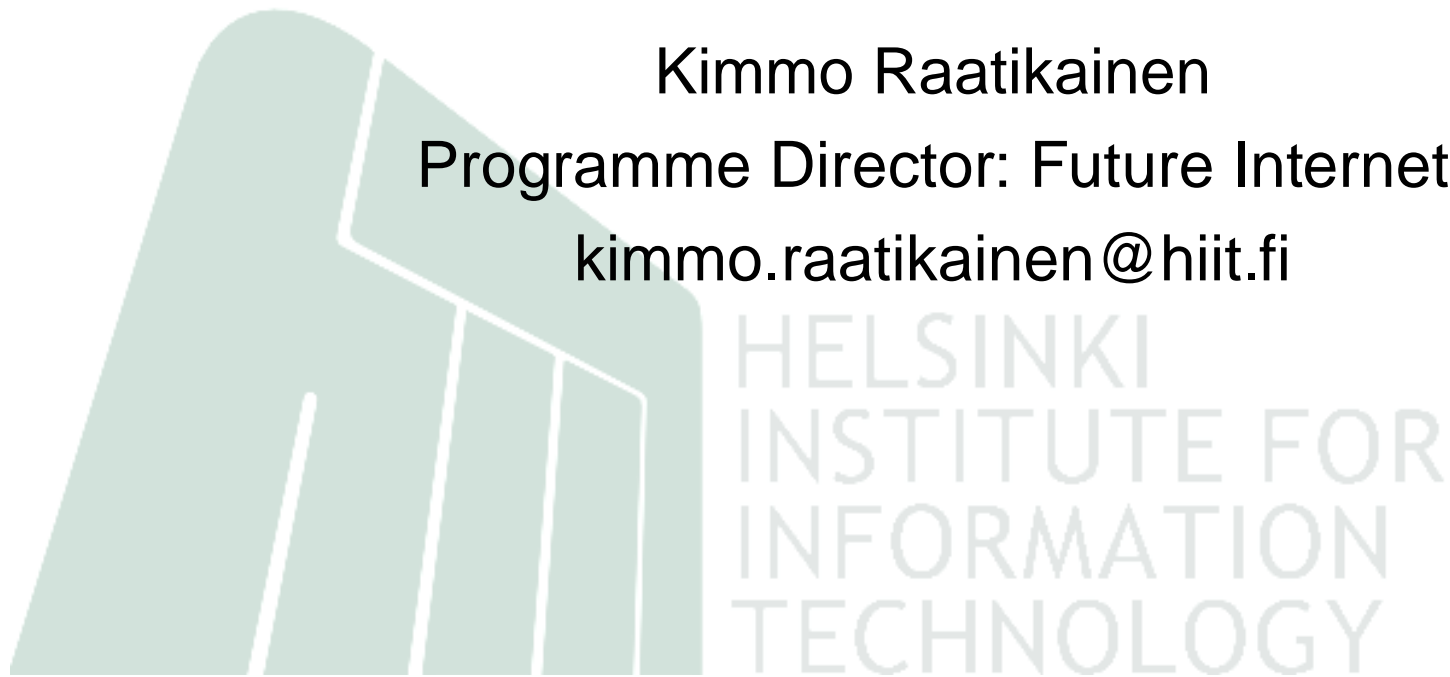 Kimmo Raatikainen
Programme Director: Future Internet
kimmo.raatikainen@hiit.fi
HELSINKI
INSTITUTE FOR
INFORMATION
TECHNOLOGY